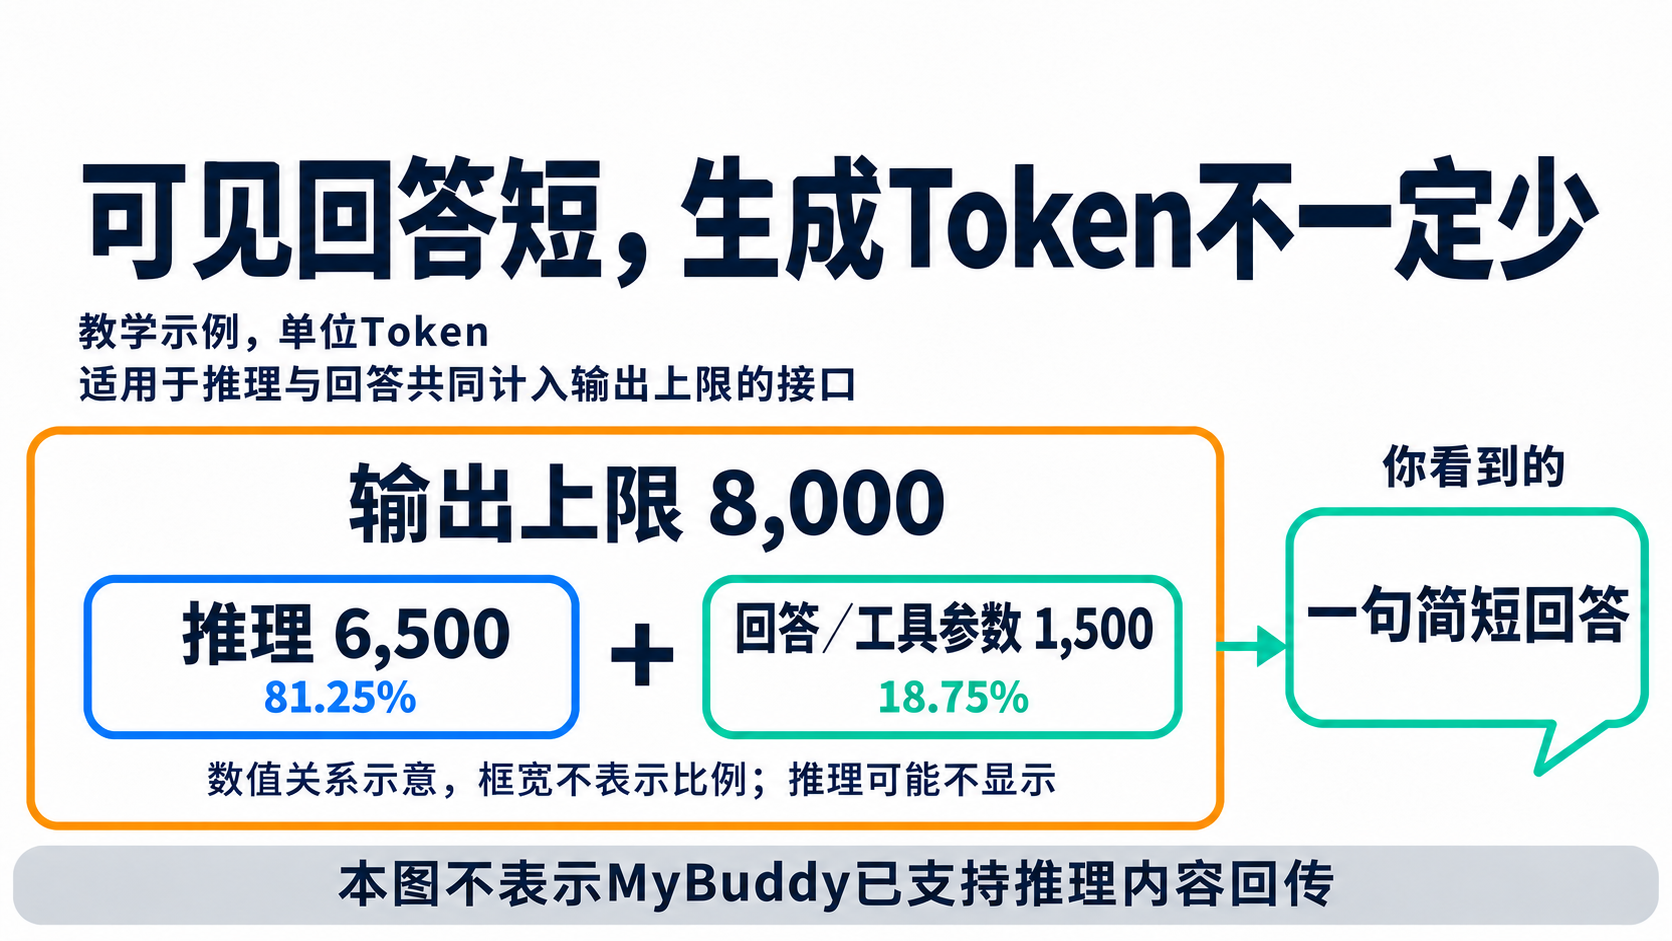 可见回答短，生成Token不一定少
教学示例，单位Token
适用于推理与回答共同计入输出上限的接口
输出上限 8,000
推理 6,500
81.25%
+
回答／工具参数 1,500
18.75%
数值关系示意，框宽不表示比例；推理可能不显示
你看到的
一句简短回答
本图不表示MyBuddy已支持推理内容回传